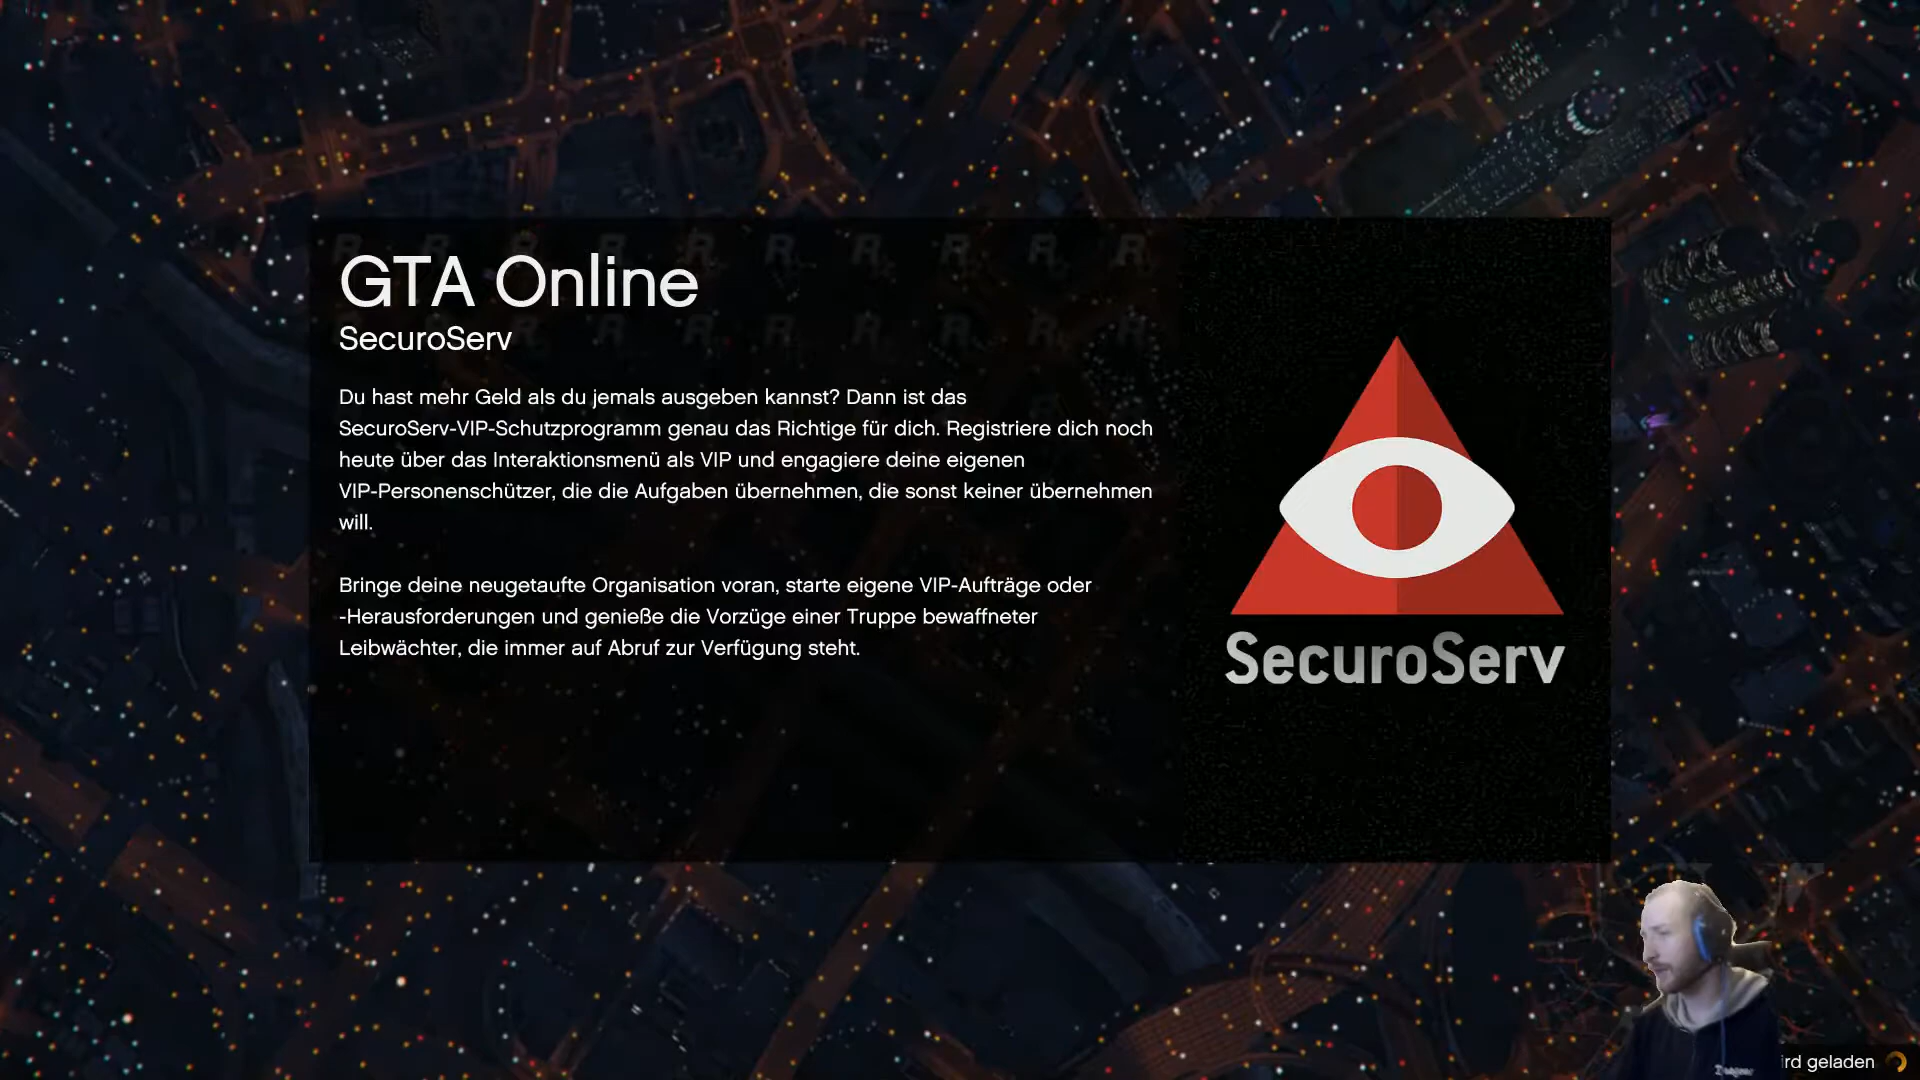 GTA Online
SecuroServ
Du hast mehr Geld als du jemals ausgeben kannst? Dann ist das
SecuroServ-VIP-Schutzprogramm genau das Richtige für dich. Registriere dich noch
heute über das Interaktionsmenü als VIP und engagiere deine eigenen
VIP-Personenschützer, die die Aufgaben übernehmen, die sonst keiner übernehmen
will.
Bringe deine neugetaufte Organisation voran, starte eigene VIP-Aufträge oder
-Herausforderungen und genieße die Vorzüge einer Truppe bewaffneter
Leibwächter, die immer auf Abruf zur Verfügung steht.
SecuroServ
ird geladen